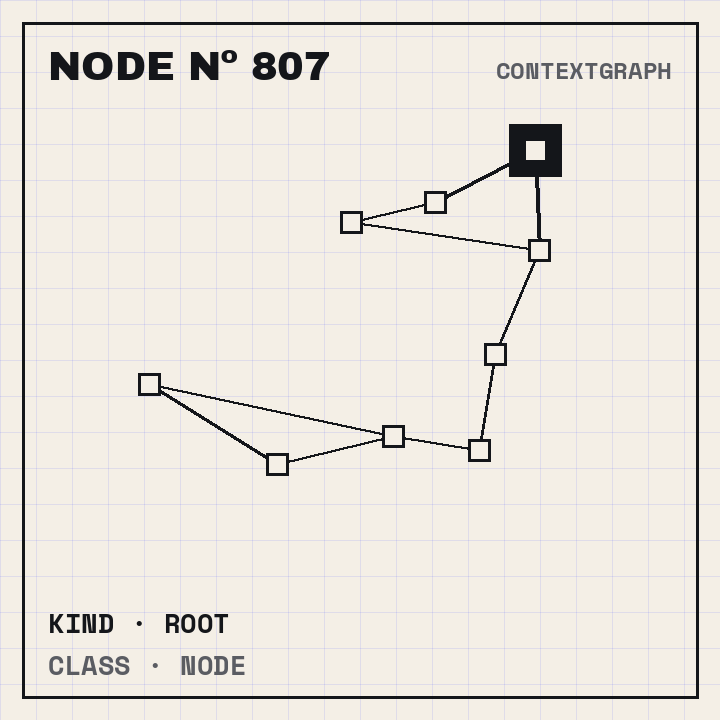 NODE Nº 807
CONTEXTGRAPH
KIND · ROOT
CLASS · NODE